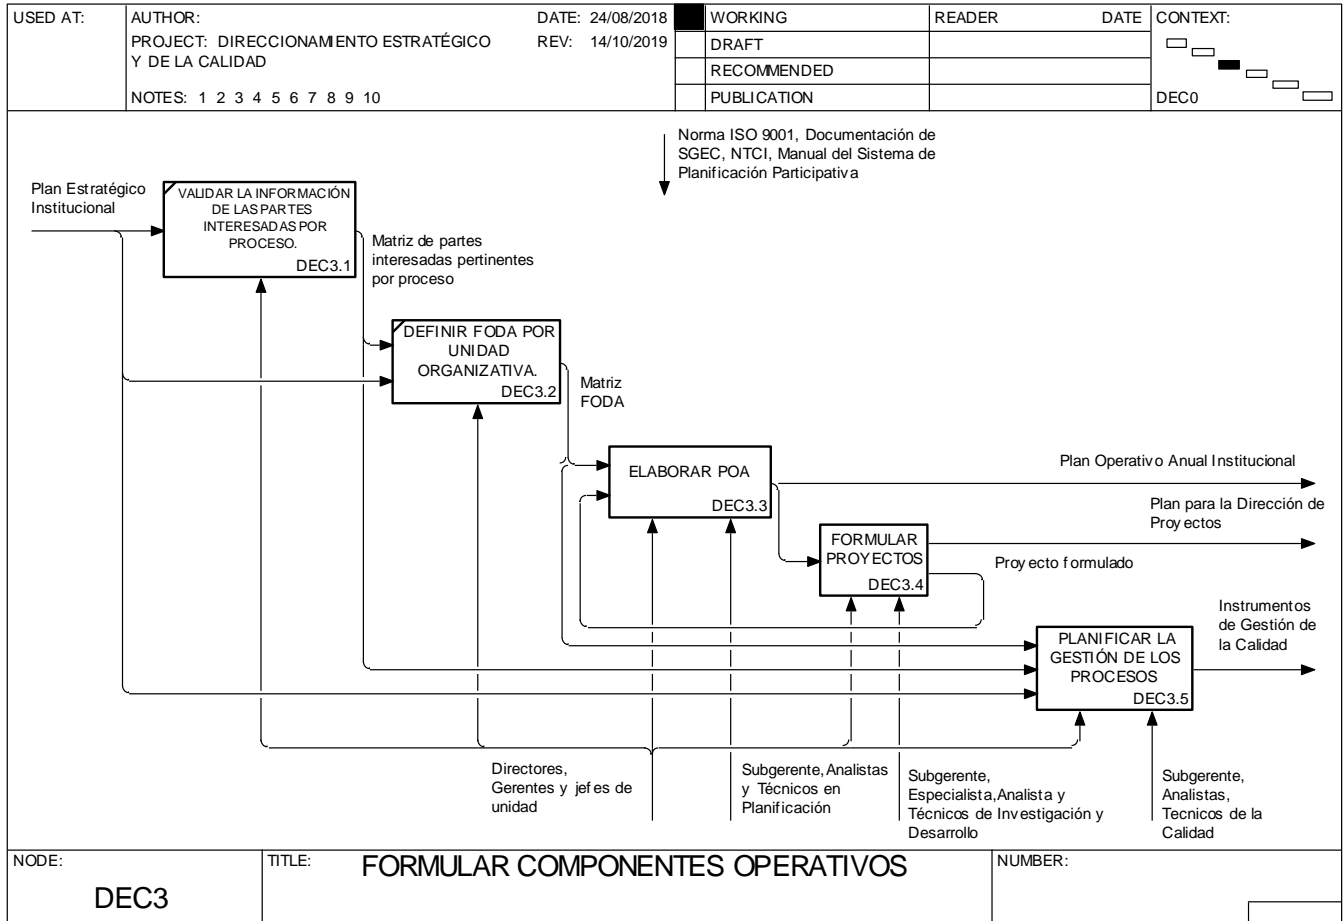 USED AT:
AUTHOR:
DATE: 24/08/2018
PROJECT: DIRECCIONAMIENTO ESTRATÉGICO
Y DE LA CALIDAD
REV: 14/10/2019
NOTES: 1 2 3 4 5 6 7 8 9 10
WORKING
DRAFT
RECOMMENDED
PUBLICATION
READER DATE
CONTEXT:
DEC0
Norma ISO 9001, Documentación de
SGEC, NTCI, Manual del Sistema de
Planificación Participativa
Plan Estratégico
Institucional
VALIDAR LA INFORMACIÓN
DE LAS PARTES
INTERESADAS POR
PROCESO.
DEC3.1
Matriz de partes
interesadas pertinentes
por proceso
DEFINIR FODA POR
UNIDAD
ORGANIZATIVA.
DEC3.2
Matriz
FODA
ELABORAR POA
DEC3.3
Plan Operativo Anual Institucional
Plan para la Dirección de
Proyectos
FORMULAR
PROYECTOS
DEC3.4
Proyecto formulado
Instrumentos
de Gestión de
la Calidad
PLANIFICAR LA
GESTIÓN DE LOS
PROCESOS
DEC3.5
Directores,
Gerentes y jefes de
unidad
Subgerente, Analistas
y Técnicos en
Planificación
Subgerente,
Especialista, Analista y
Técnicos de Investigación y
Desarrollo
Subgerente,
Analistas,
Tecnicos de la
Calidad
NODE:
DEC3
TITLE:
FORMULAR COMPONENTES OPERATIVOS
NUMBER: